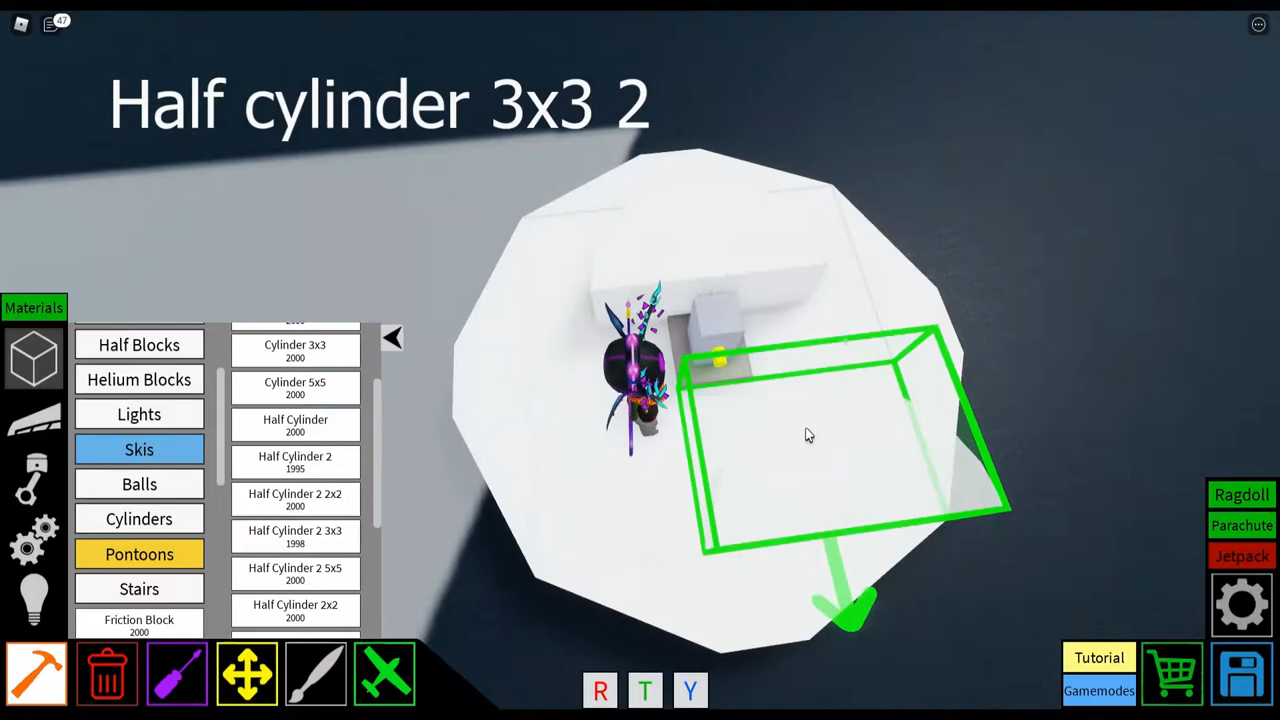 47
Half cylinder 3x3 2
Materials
Half Blocks
Helium Blocks
Lights
Skis
Balls
Cylinders
Pontoons
Stairs
Friction Block
2000
Cylinder 3x3
2000
Cylinder 5x5
2000
Half Cylinder
2000
Half Cylinder 2
1995
Half Cylinder 2 2x2
2000
Half Cylinder 2 3x3
1998
Half Cylinder 2 5x5
2000
Half Cylinder 2x2
2000
Ragdoll
Parachute
Jetpack
R T Y
Tutorial
Gamemodes